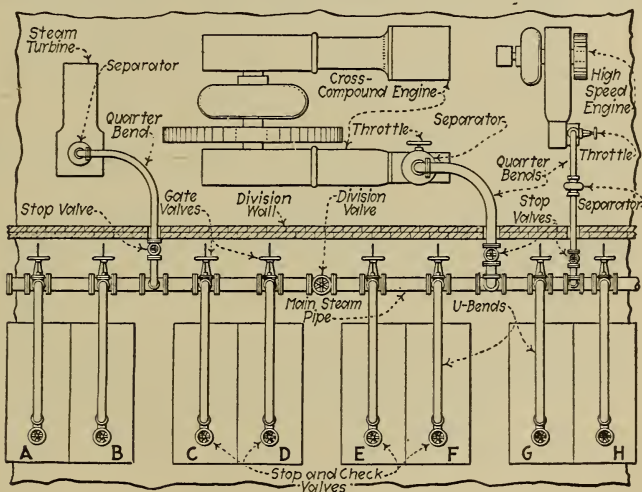 Steam
Turbine
Separator
Quarter
Bend
Cross-
Compound Engine
Throttle
Separator
High
Speed
Engine
Quarter
Bends
Throttle
Separator
Stop Valve
Gate
Valves
Division
Wall
Division
Valve
Stop
Valves
Main Steam
Pipe
U-Bends
A B C D E F G H
Stop and Check
Valves